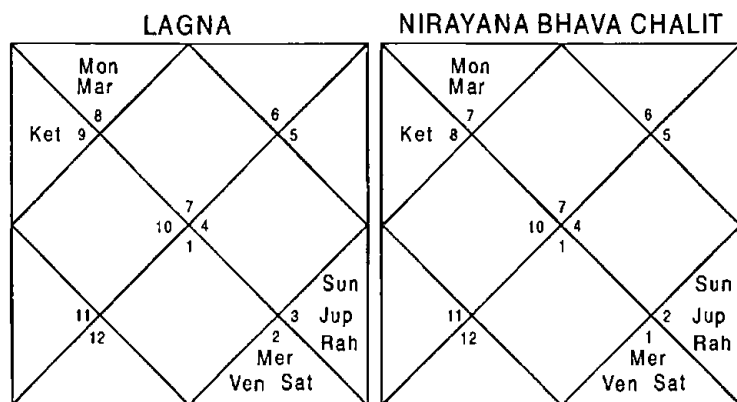 LAGNA
Mon
Mar
8
Ket 9
6
5
7
10 4
1
11
12
Sun
3 Jup
Rah
2
Mer
Ven Sat
NIRAYANA BHAVA CHALIT
Mon
Mar
7
Ket 8
6
5
7
10 4
1
11
12
Sun
2 Jup
Rah
1
Mer
Ven Sat